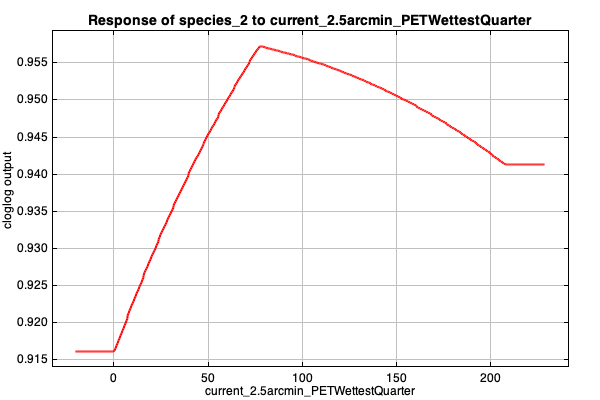 Response of species_2 to current_2.5arcmin_PETWettestQuarter
0.955
0.950
0.945
0.940
0.935
0.930
0.925
0.920
0.915
cloglog output
0 50 100 150 200
current_2.5arcmin_PETWettestQuarter